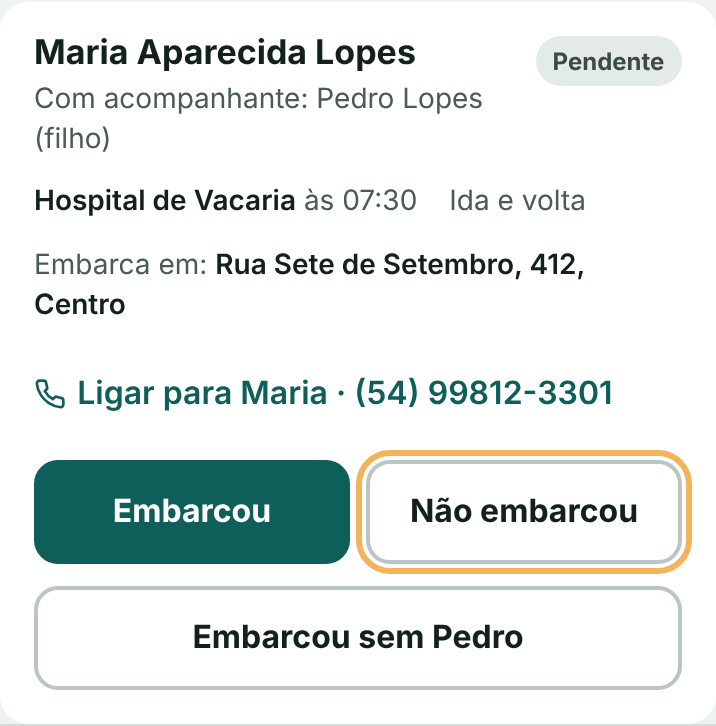 Maria Aparecida Lopes
Pendente
Com acompanhante: Pedro Lopes
(filho)
Hospital de Vacaria às 07:30 Ida e volta
Embarca em: Rua Sete de Setembro, 412,
Centro
Ligar para Maria · (54) 99812-3301
Embarcou
Não embarcou
Embarcou sem Pedro